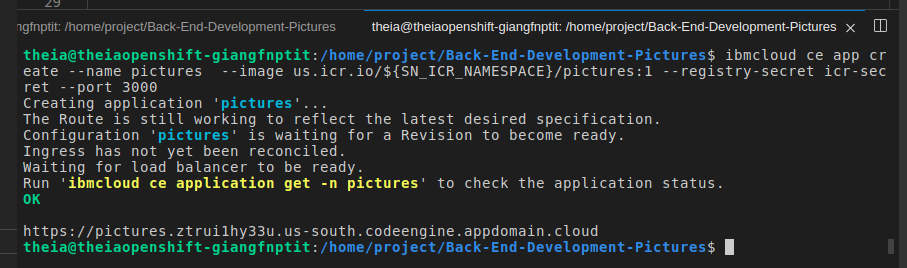 29
ngfnptit: /home/project/Back-End-Development-Pictures
theia@theiaopenshift-giangfnptit: /home/project/Back-End-Development-Pictures
theia@theiaopenshift-giangfnptit:/home/project/Back-End-Development-Pictures$ ibmcloud ce app cr
eate --name pictures  --image us.icr.io/${SN_ICR_NAMESPACE}/pictures:1 --registry-secret icr-sec
ret --port 3000
Creating application 'pictures'...
The Route is still working to reflect the latest desired specification.
Configuration 'pictures' is waiting for a Revision to become ready.
Ingress has not yet been reconciled.
Waiting for load balancer to be ready.
Run 'ibmcloud ce application get -n pictures' to check the application status.
OK
https://pictures.ztrui1hy33u.us-south.codeengine.appdomain.cloud
theia@theiaopenshift-giangfnptit:/home/project/Back-End-Development-Pictures$